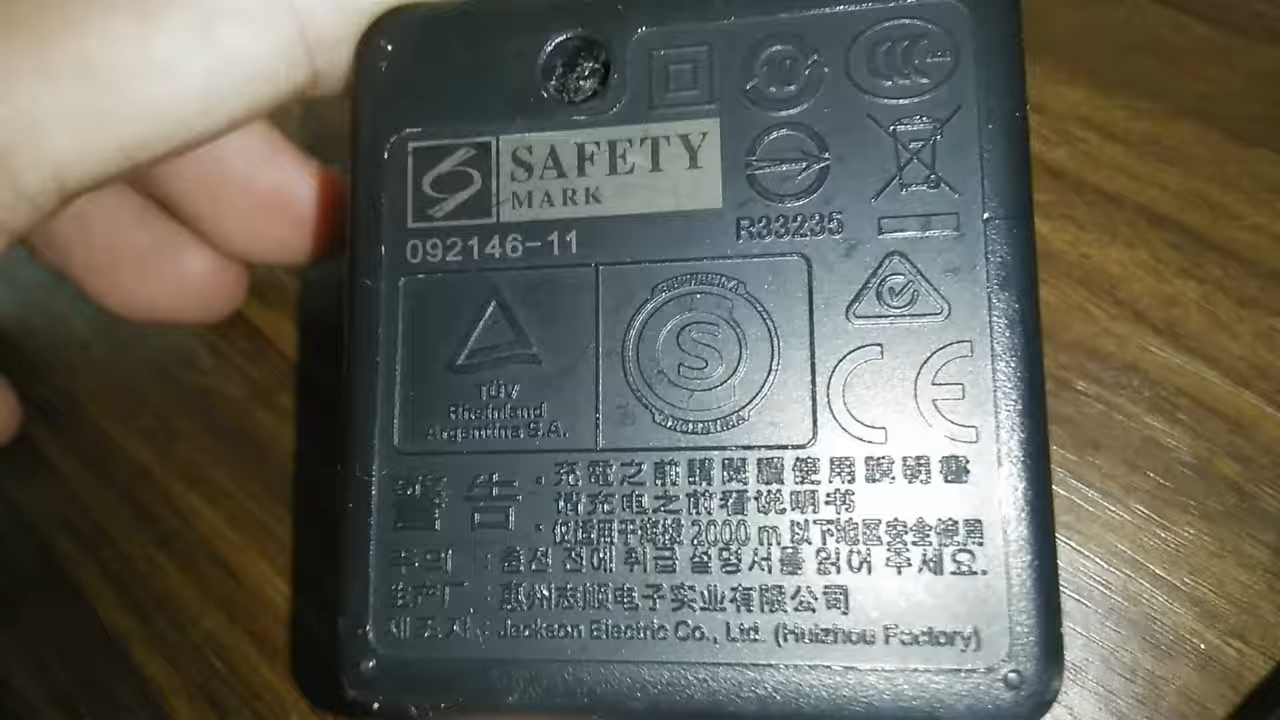 SAFETY
MARK
092146-11
R33235
TÜV
Rheinland
Argentina S.A.
S
ARGENTINA
CE
警告 · 充電之前請閱讀使用說明書
请充电之前看说明书
· 仅适用于海拔 2000 m 以下地区安全使用
주의 : 충전 전에 취급 설명서를 읽어 주세요.
生产厂 : 惠州志顺电子实业有限公司
제조자 : Jackson Electric Co., Ltd. (Huizhou Factory)